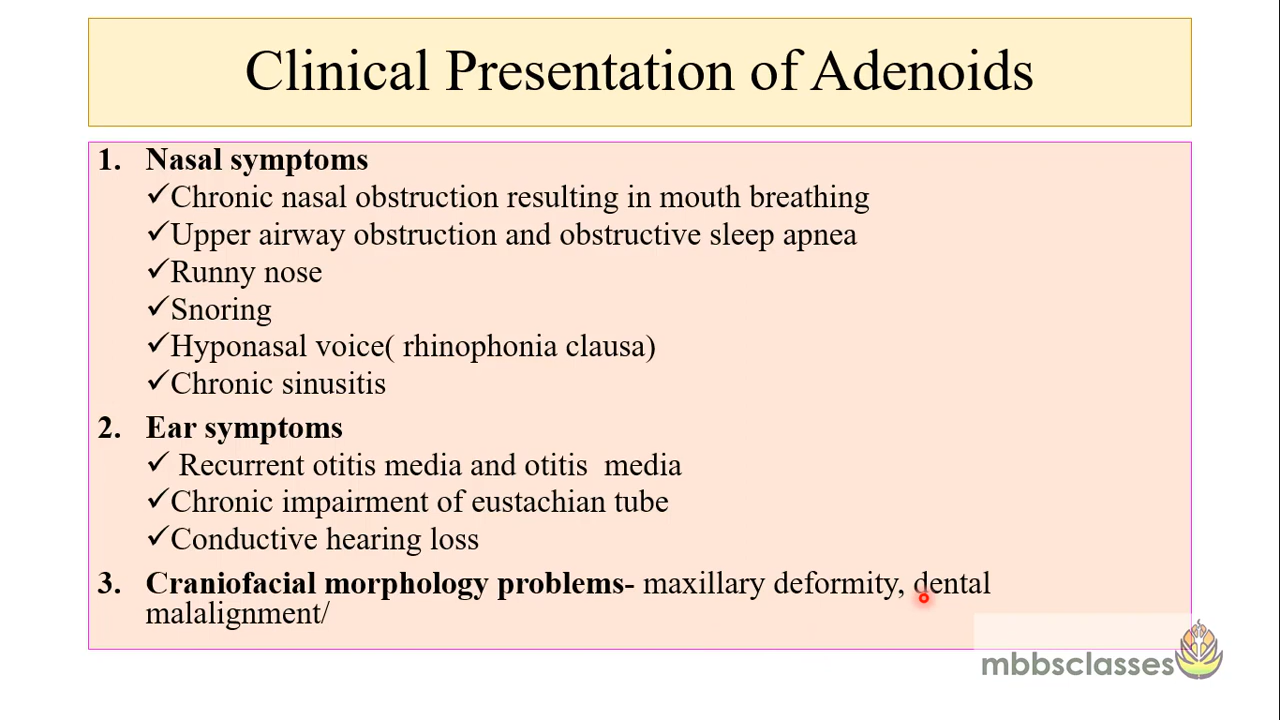 Clinical Presentation of Adenoids
1. Nasal symptoms
✓Chronic nasal obstruction resulting in mouth breathing
✓Upper airway obstruction and obstructive sleep apnea
✓Runny nose
✓Snoring
✓Hyponasal voice( rhinophonia clausa)
✓Chronic sinusitis
2. Ear symptoms
✓ Recurrent otitis media and otitis  media
✓Chronic impairment of eustachian tube
✓Conductive hearing loss
3. Craniofacial morphology problems- maxillary deformity, dental
malalignment/
mbbsclasses